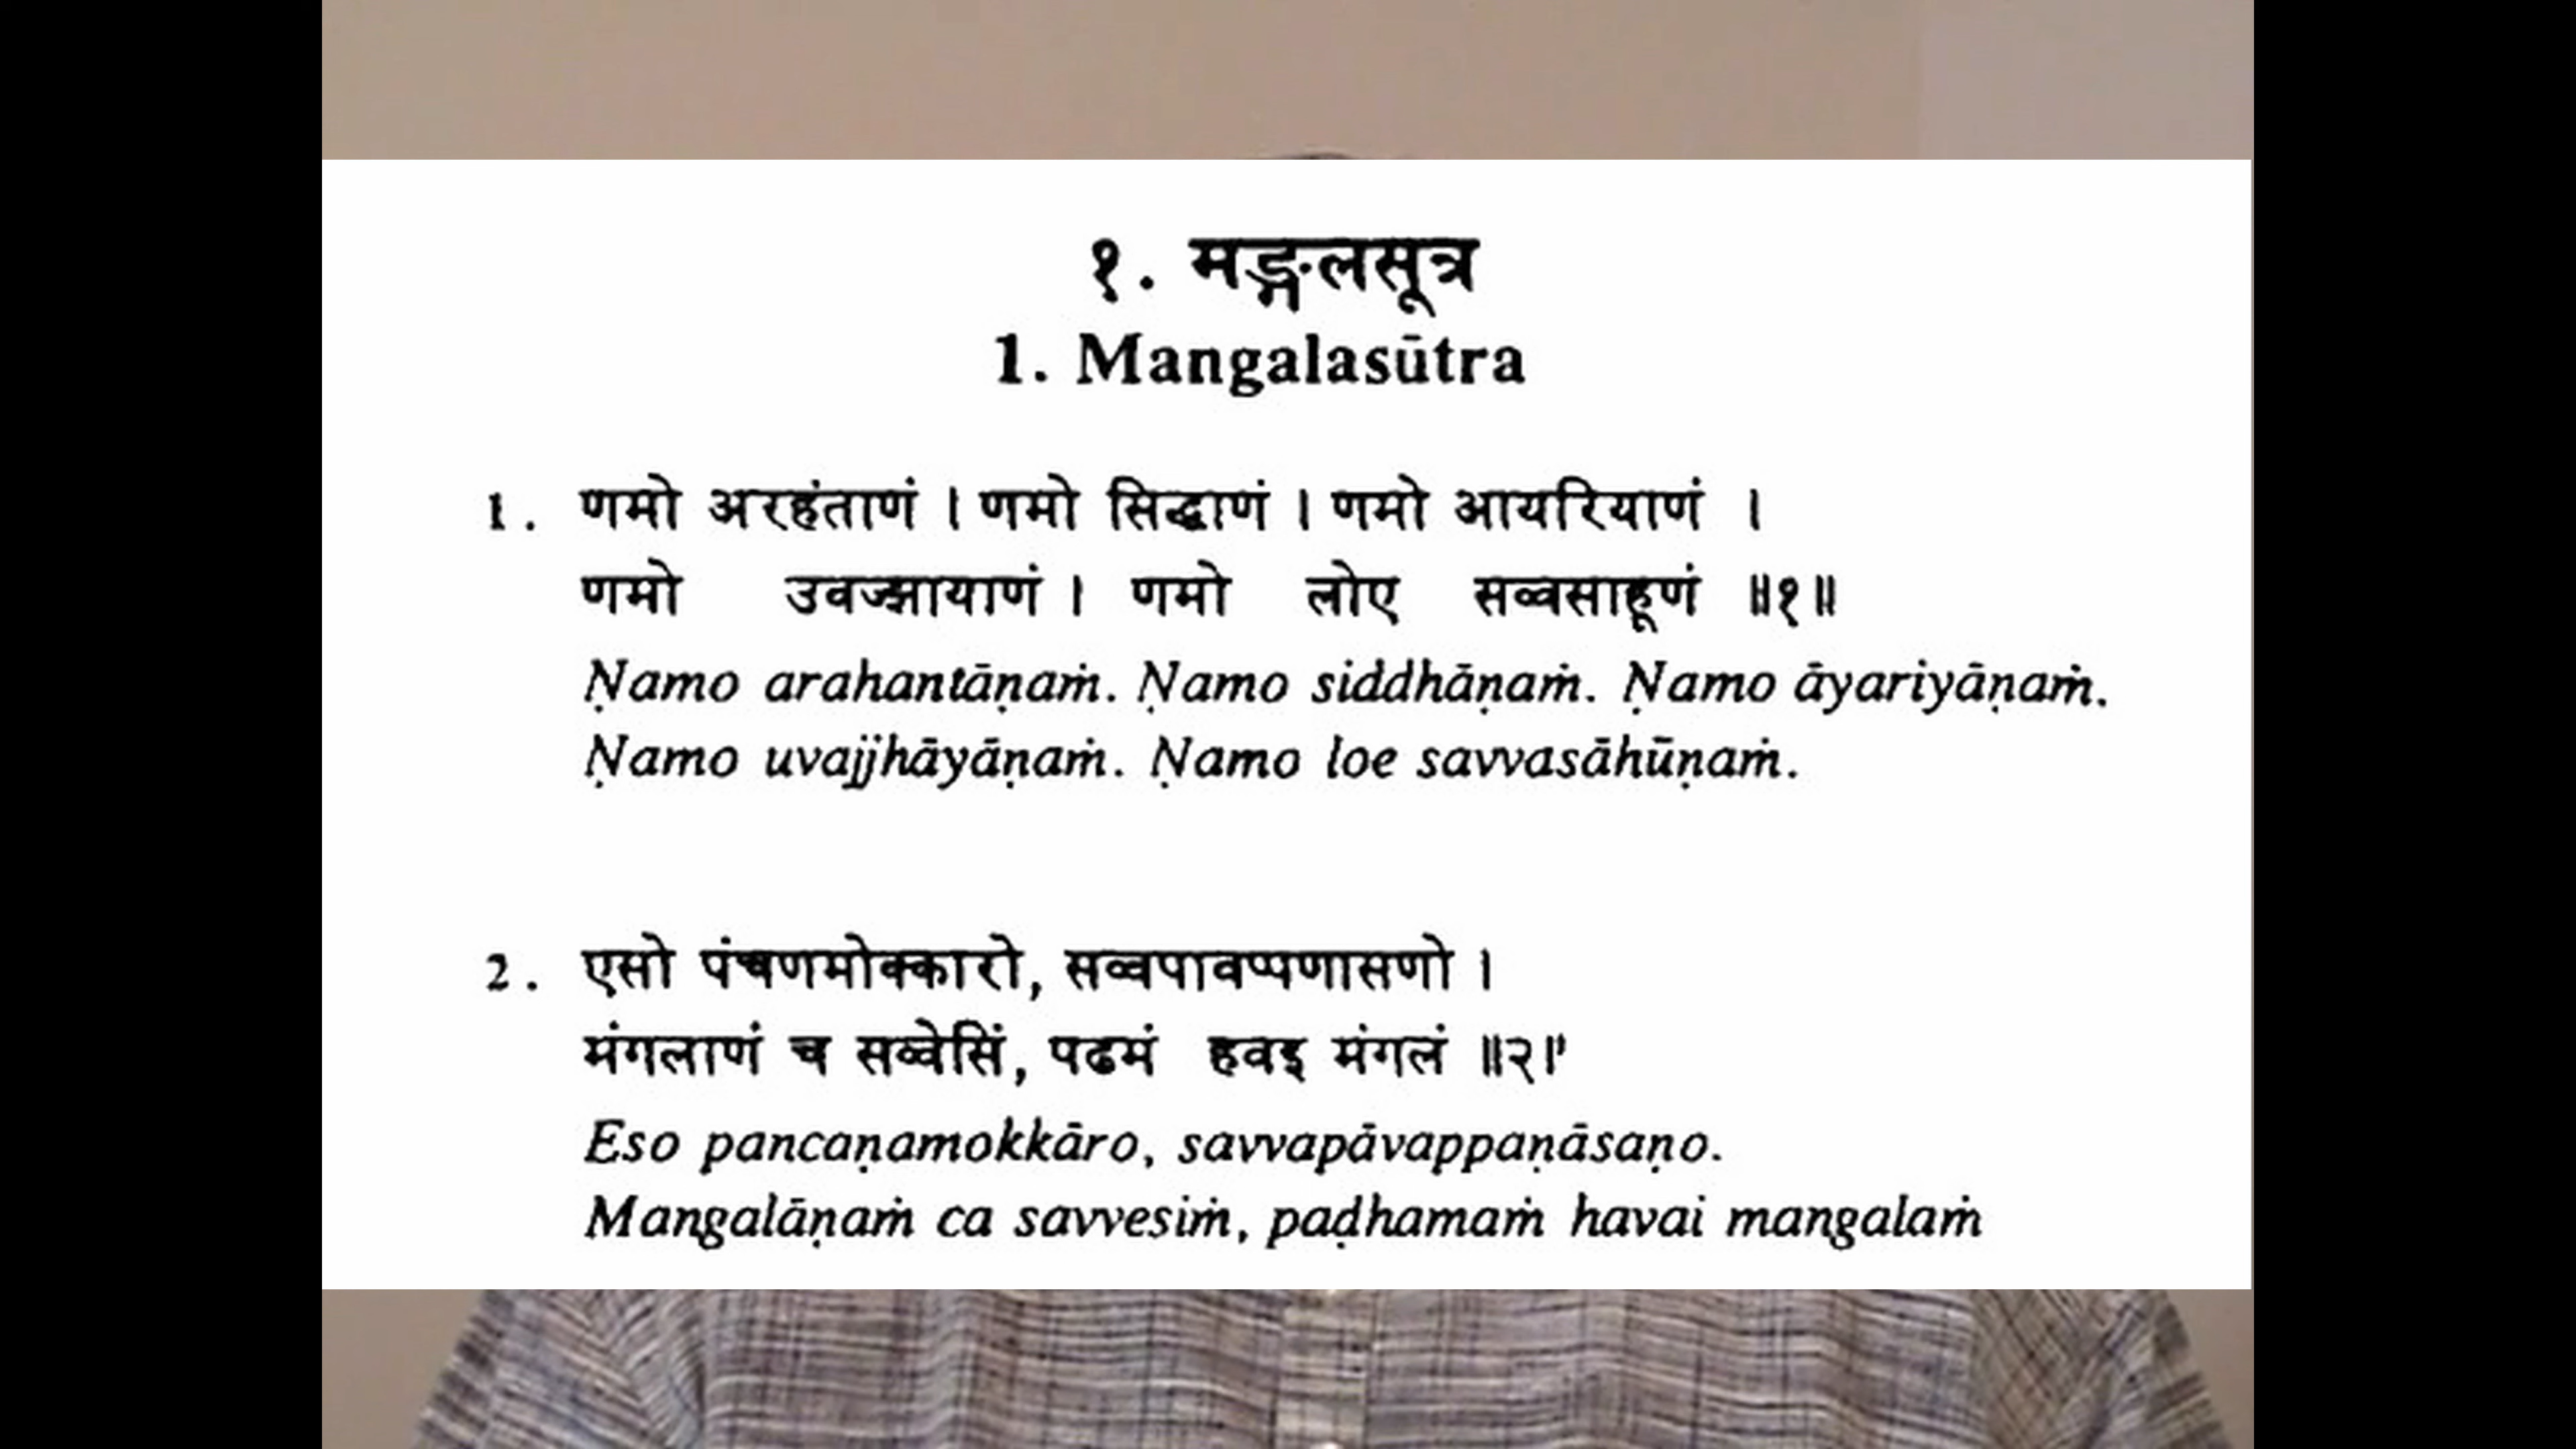 १. मङ्गलसूत्र
1. Mangalasūtra
1. णमो अरहंताणं । णमो सिद्धाणं । णमो आयरियाणं ।
णमो उवज्झायाणं । णमो लोए सव्वसाहूणं ॥१॥
Ṇamo arahantāṇaṁ. Ṇamo siddhāṇaṁ. Ṇamo āyariyāṇaṁ.
Ṇamo uvajjhāyāṇaṁ. Ṇamo loe savvasāhūṇaṁ.
2. एसो पंचणमोक्कारो, सव्वपावप्पणासणो ।
मंगलाणं च सव्वेसिं, पढमं हवइ मंगलं ॥२॥
Eso pancaṇamokkāro, savvapāvappaṇāsaṇo.
Mangalāṇaṁ ca savvesiṁ, paḍhamaṁ havai mangalaṁ